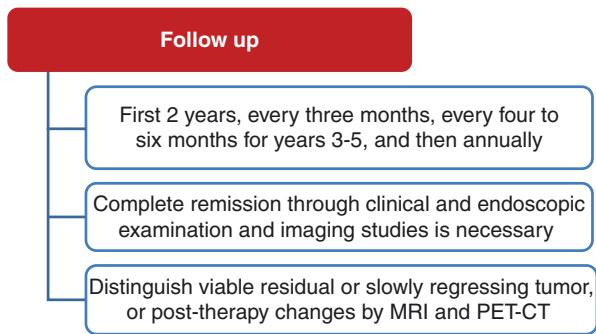 Follow up
First 2 years, every three months, every four to
six months for years 3-5, and then annually
Complete remission through clinical and endoscopic
examination and imaging studies is necessary
Distinguish viable residual or slowly regressing tumor,
or post-therapy changes by MRI and PET-CT